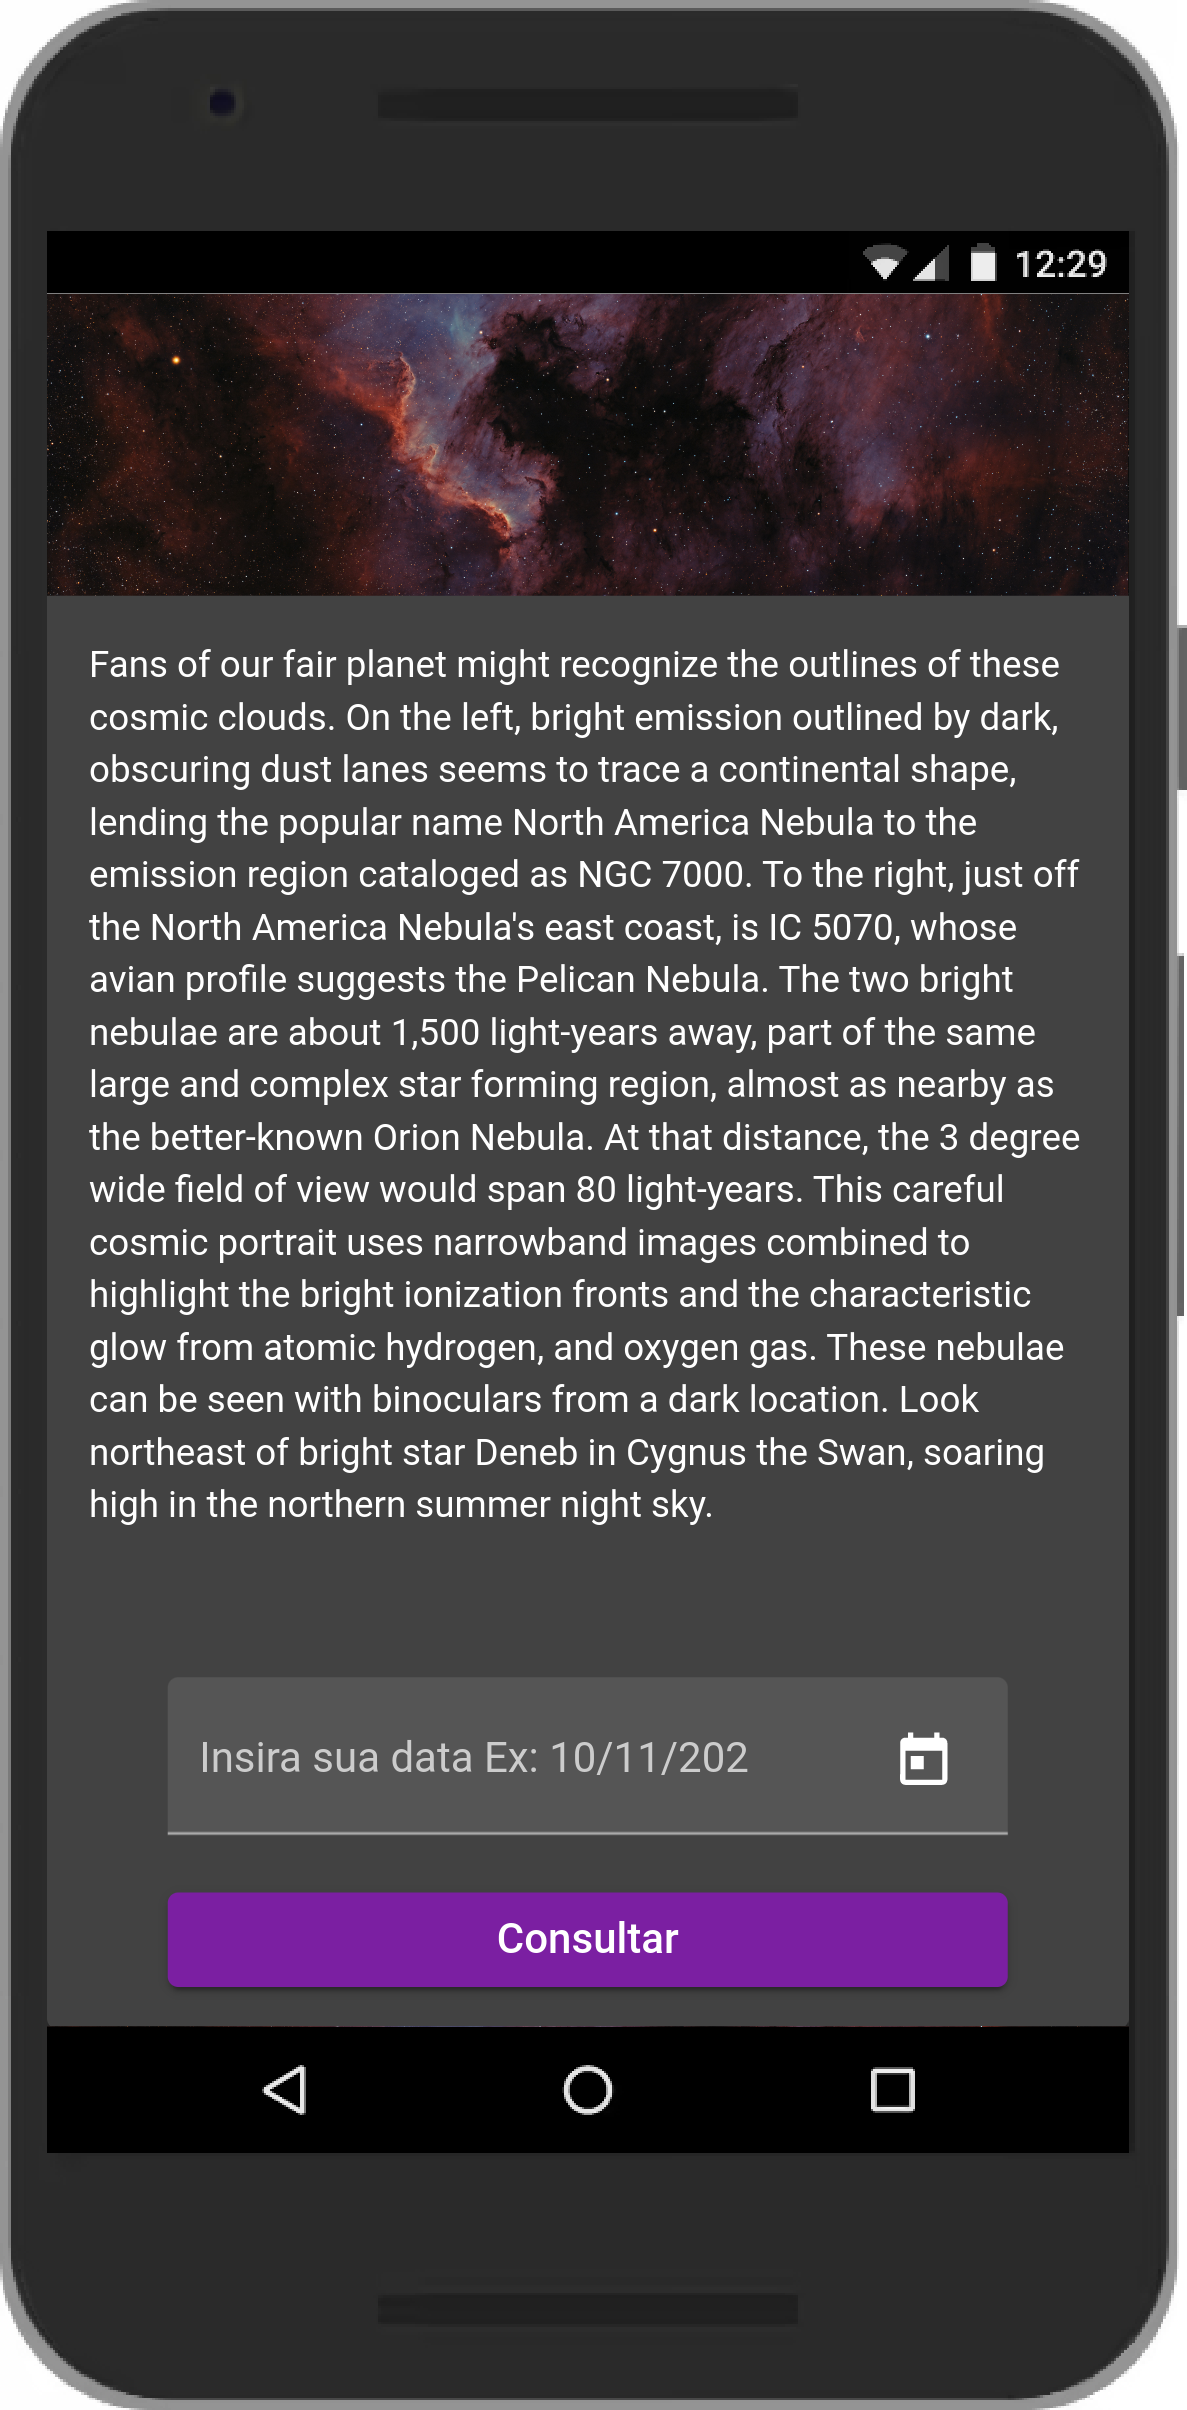 12:29
Fans of our fair planet might recognize the outlines of these
cosmic clouds. On the left, bright emission outlined by dark,
obscuring dust lanes seems to trace a continental shape,
lending the popular name North America Nebula to the
emission region cataloged as NGC 7000. To the right, just off
the North America Nebula's east coast, is IC 5070, whose
avian profile suggests the Pelican Nebula. The two bright
nebulae are about 1,500 light-years away, part of the same
large and complex star forming region, almost as nearby as
the better-known Orion Nebula. At that distance, the 3 degree
wide field of view would span 80 light-years. This careful
cosmic portrait uses narrowband images combined to
highlight the bright ionization fronts and the characteristic
glow from atomic hydrogen, and oxygen gas. These nebulae
can be seen with binoculars from a dark location. Look
northeast of bright star Deneb in Cygnus the Swan, soaring
high in the northern summer night sky.
Insira sua data Ex: 10/11/202
Consultar